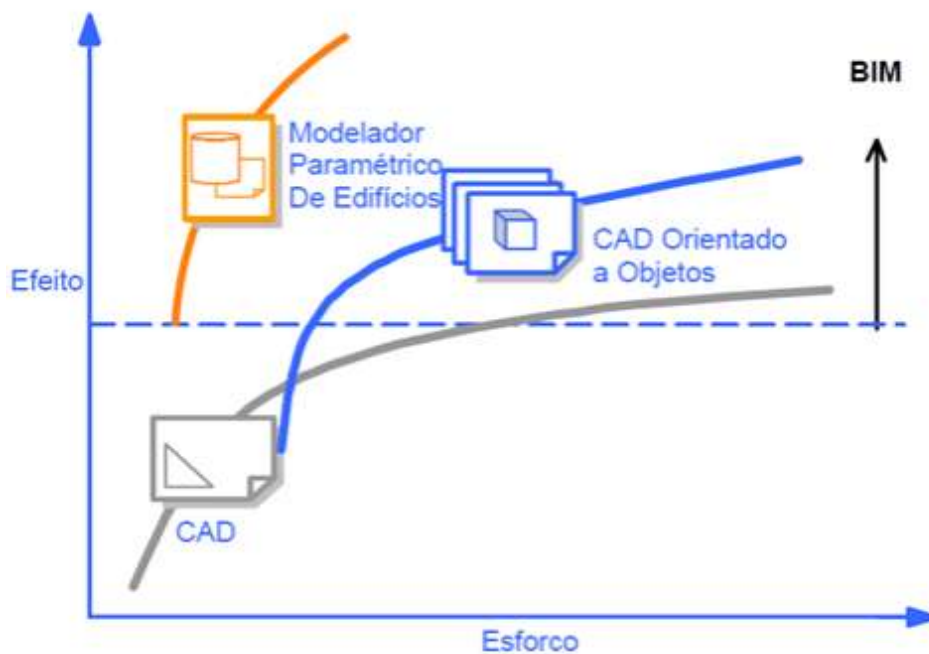 BIM
Modelador
Paramétrico
De Edifícios
CAD Orientado
a Objetos
Efeito
CAD
Esforco